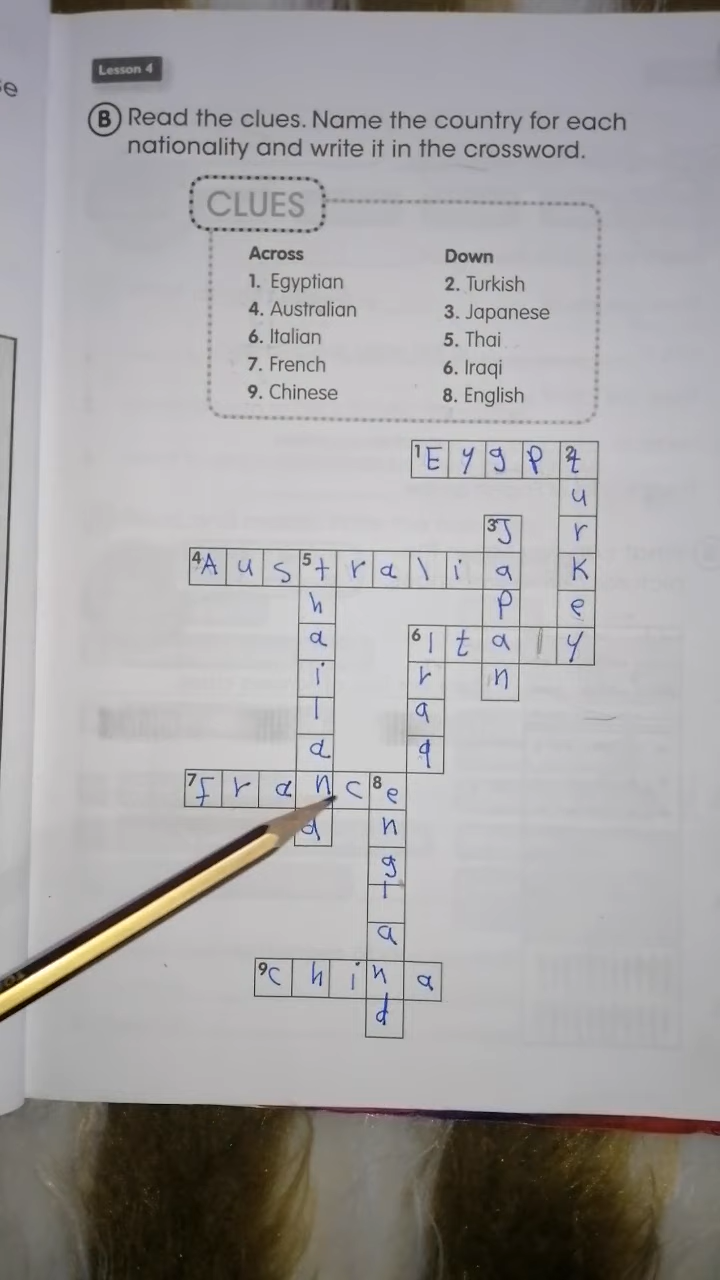 e
Lesson 4
B Read the clues. Name the country for each
nationality and write it in the crossword.
CLUES
Across
1. Egyptian
4. Australian
6. Italian
7. French
9. Chinese
Down
2. Turkish
3. Japanese
5. Thai
6. Iraqi
8. English
1 E y g p 2 t
u
r
k
e
y
3 J
a
p
a
n
4 A u s 5 t r a l i a
h
a
i
l
a
n
d
6 I t a l y
r
a
q
7 f r a n c 8 e
n
g
l
a
n
d
9 c h i n a